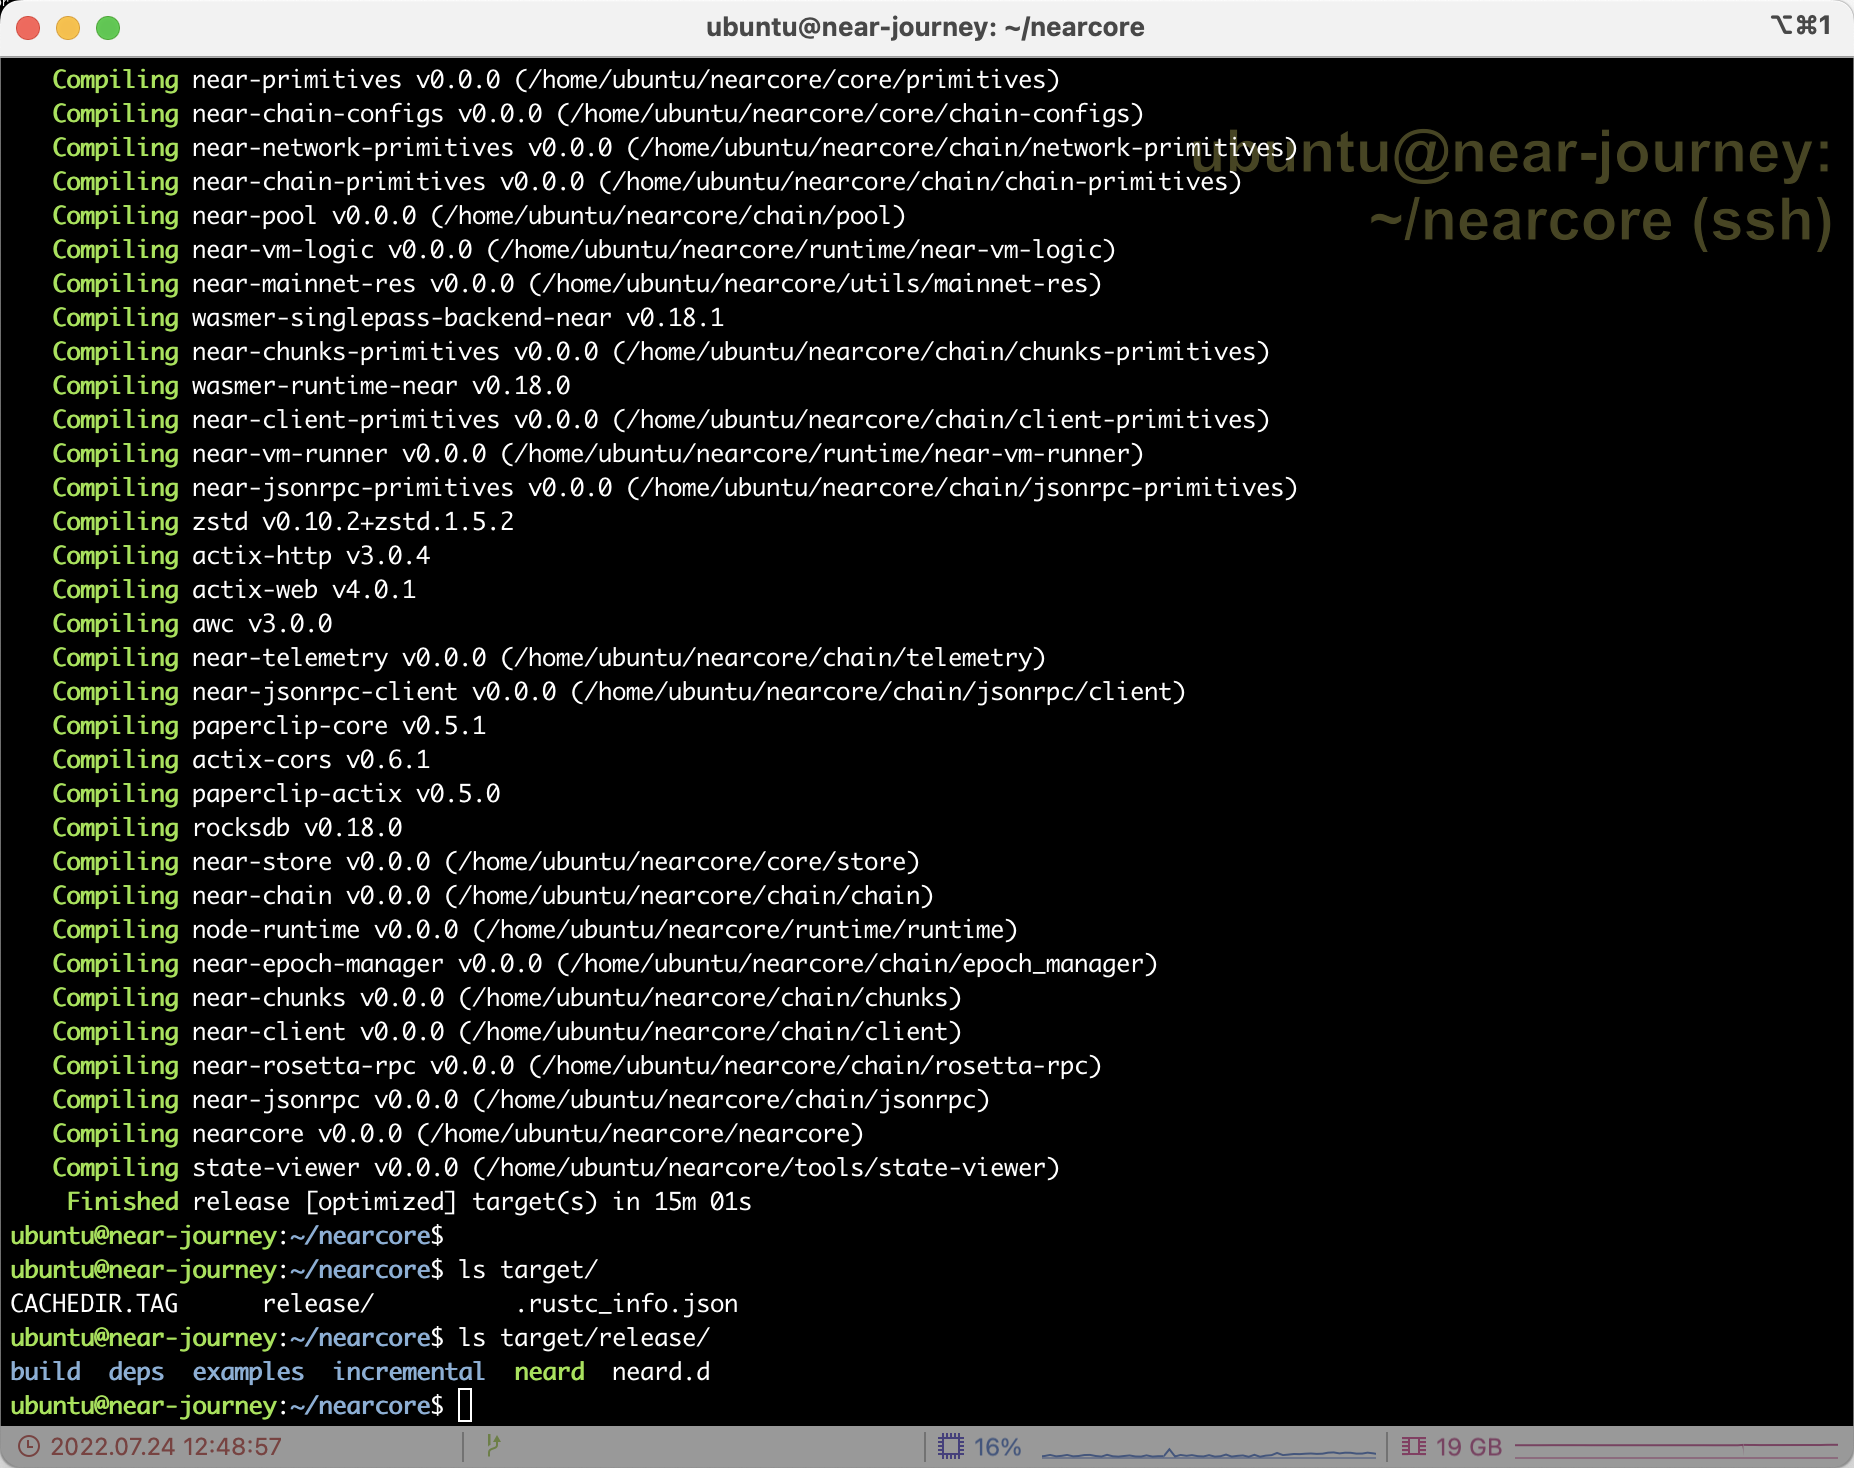 ubuntu@near-journey: ~/nearcore
⌥⌘1
Compiling near-primitives v0.0.0 (/home/ubuntu/nearcore/core/primitives)
Compiling near-chain-configs v0.0.0 (/home/ubuntu/nearcore/core/chain-configs)
Compiling near-network-primitives v0.0.0 (/home/ubuntu/nearcore/chain/network-primitives)
ubuntu@near-journey:
Compiling near-chain-primitives v0.0.0 (/home/ubuntu/nearcore/chain/chain-primitives)
Compiling near-pool v0.0.0 (/home/ubuntu/nearcore/chain/pool)
~/nearcore (ssh)
Compiling near-vm-logic v0.0.0 (/home/ubuntu/nearcore/runtime/near-vm-logic)
Compiling near-mainnet-res v0.0.0 (/home/ubuntu/nearcore/utils/mainnet-res)
Compiling wasmer-singlepass-backend-near v0.18.1
Compiling near-chunks-primitives v0.0.0 (/home/ubuntu/nearcore/chain/chunks-primitives)
Compiling wasmer-runtime-near v0.18.0
Compiling near-client-primitives v0.0.0 (/home/ubuntu/nearcore/chain/client-primitives)
Compiling near-vm-runner v0.0.0 (/home/ubuntu/nearcore/runtime/near-vm-runner)
Compiling near-jsonrpc-primitives v0.0.0 (/home/ubuntu/nearcore/chain/jsonrpc-primitives)
Compiling zstd v0.10.2+zstd.1.5.2
Compiling actix-http v3.0.4
Compiling actix-web v4.0.1
Compiling awc v3.0.0
Compiling near-telemetry v0.0.0 (/home/ubuntu/nearcore/chain/telemetry)
Compiling near-jsonrpc-client v0.0.0 (/home/ubuntu/nearcore/chain/jsonrpc/client)
Compiling paperclip-core v0.5.1
Compiling actix-cors v0.6.1
Compiling paperclip-actix v0.5.0
Compiling rocksdb v0.18.0
Compiling near-store v0.0.0 (/home/ubuntu/nearcore/core/store)
Compiling near-chain v0.0.0 (/home/ubuntu/nearcore/chain/chain)
Compiling node-runtime v0.0.0 (/home/ubuntu/nearcore/runtime/runtime)
Compiling near-epoch-manager v0.0.0 (/home/ubuntu/nearcore/chain/epoch_manager)
Compiling near-chunks v0.0.0 (/home/ubuntu/nearcore/chain/chunks)
Compiling near-client v0.0.0 (/home/ubuntu/nearcore/chain/client)
Compiling near-rosetta-rpc v0.0.0 (/home/ubuntu/nearcore/chain/rosetta-rpc)
Compiling near-jsonrpc v0.0.0 (/home/ubuntu/nearcore/chain/jsonrpc)
Compiling nearcore v0.0.0 (/home/ubuntu/nearcore/nearcore)
Compiling state-viewer v0.0.0 (/home/ubuntu/nearcore/tools/state-viewer)
Finished release [optimized] target(s) in 15m 01s
ubuntu@near-journey:~/nearcore$
ubuntu@near-journey:~/nearcore$ ls target/
CACHEDIR.TAG release/ .rustc_info.json
ubuntu@near-journey:~/nearcore$ ls target/release/
build deps examples incremental neard neard.d
ubuntu@near-journey:~/nearcore$
2022.07.24 12:48:57 16% 19 GB